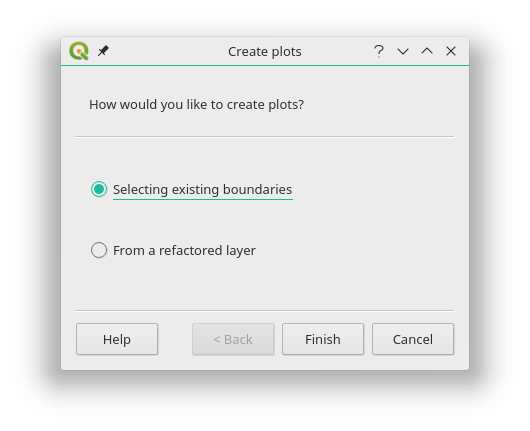 Create plots
How would you like to create plots?
Selecting existing boundaries
From a refactored layer
Help
< Back
Finish
Cancel